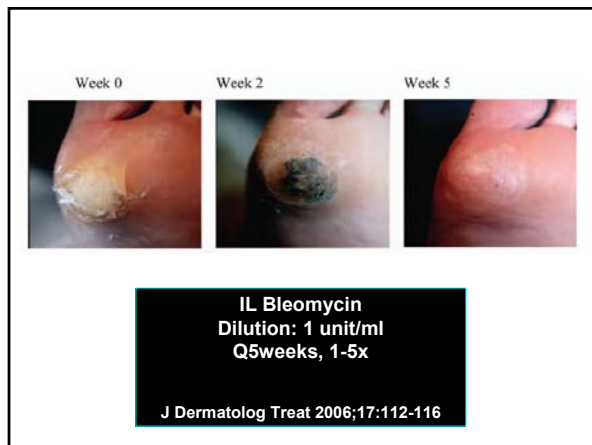 Week 0 Week 2 Week 5
IL Bleomycin
Dilution: 1 unit/ml
Q5weeks, 1-5x
J Dermatolog Treat 2006;17:112-116